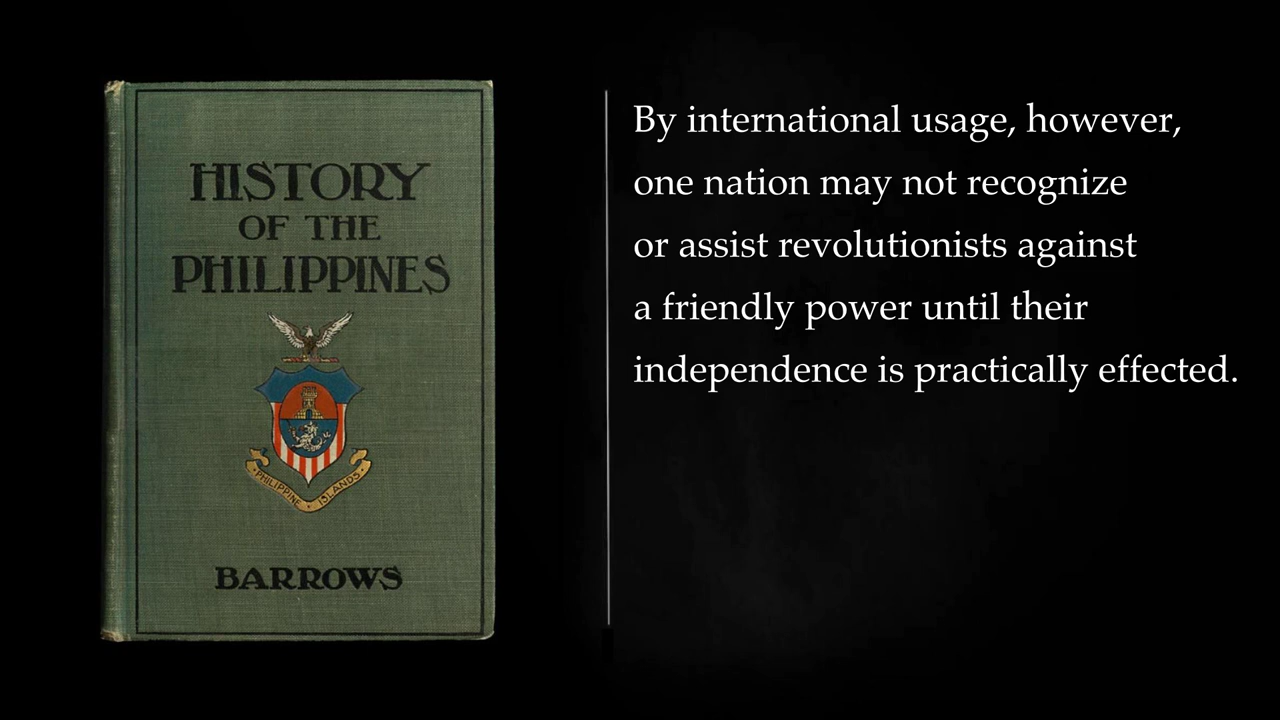 HISTORY
OF THE
PHILIPPINES
PHILIPPINE ISLANDS
BARROWS
By international usage, however,
one nation may not recognize
or assist revolutionists against
a friendly power until their
independence is practically effected.